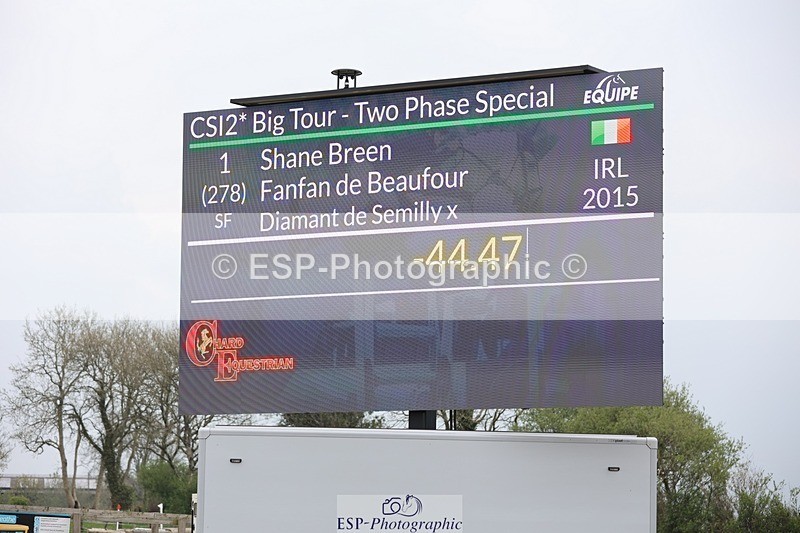 CSI2* Big Tour - Two Phase Special
EQUIPE
1 Shane Breen
(278) Fanfan de Beaufour IRL
SF Diamant de Semilly x 2015
-44.47
© ESP-Photographic ©
CHARD
EQUESTRIAN
ESP-Photographic